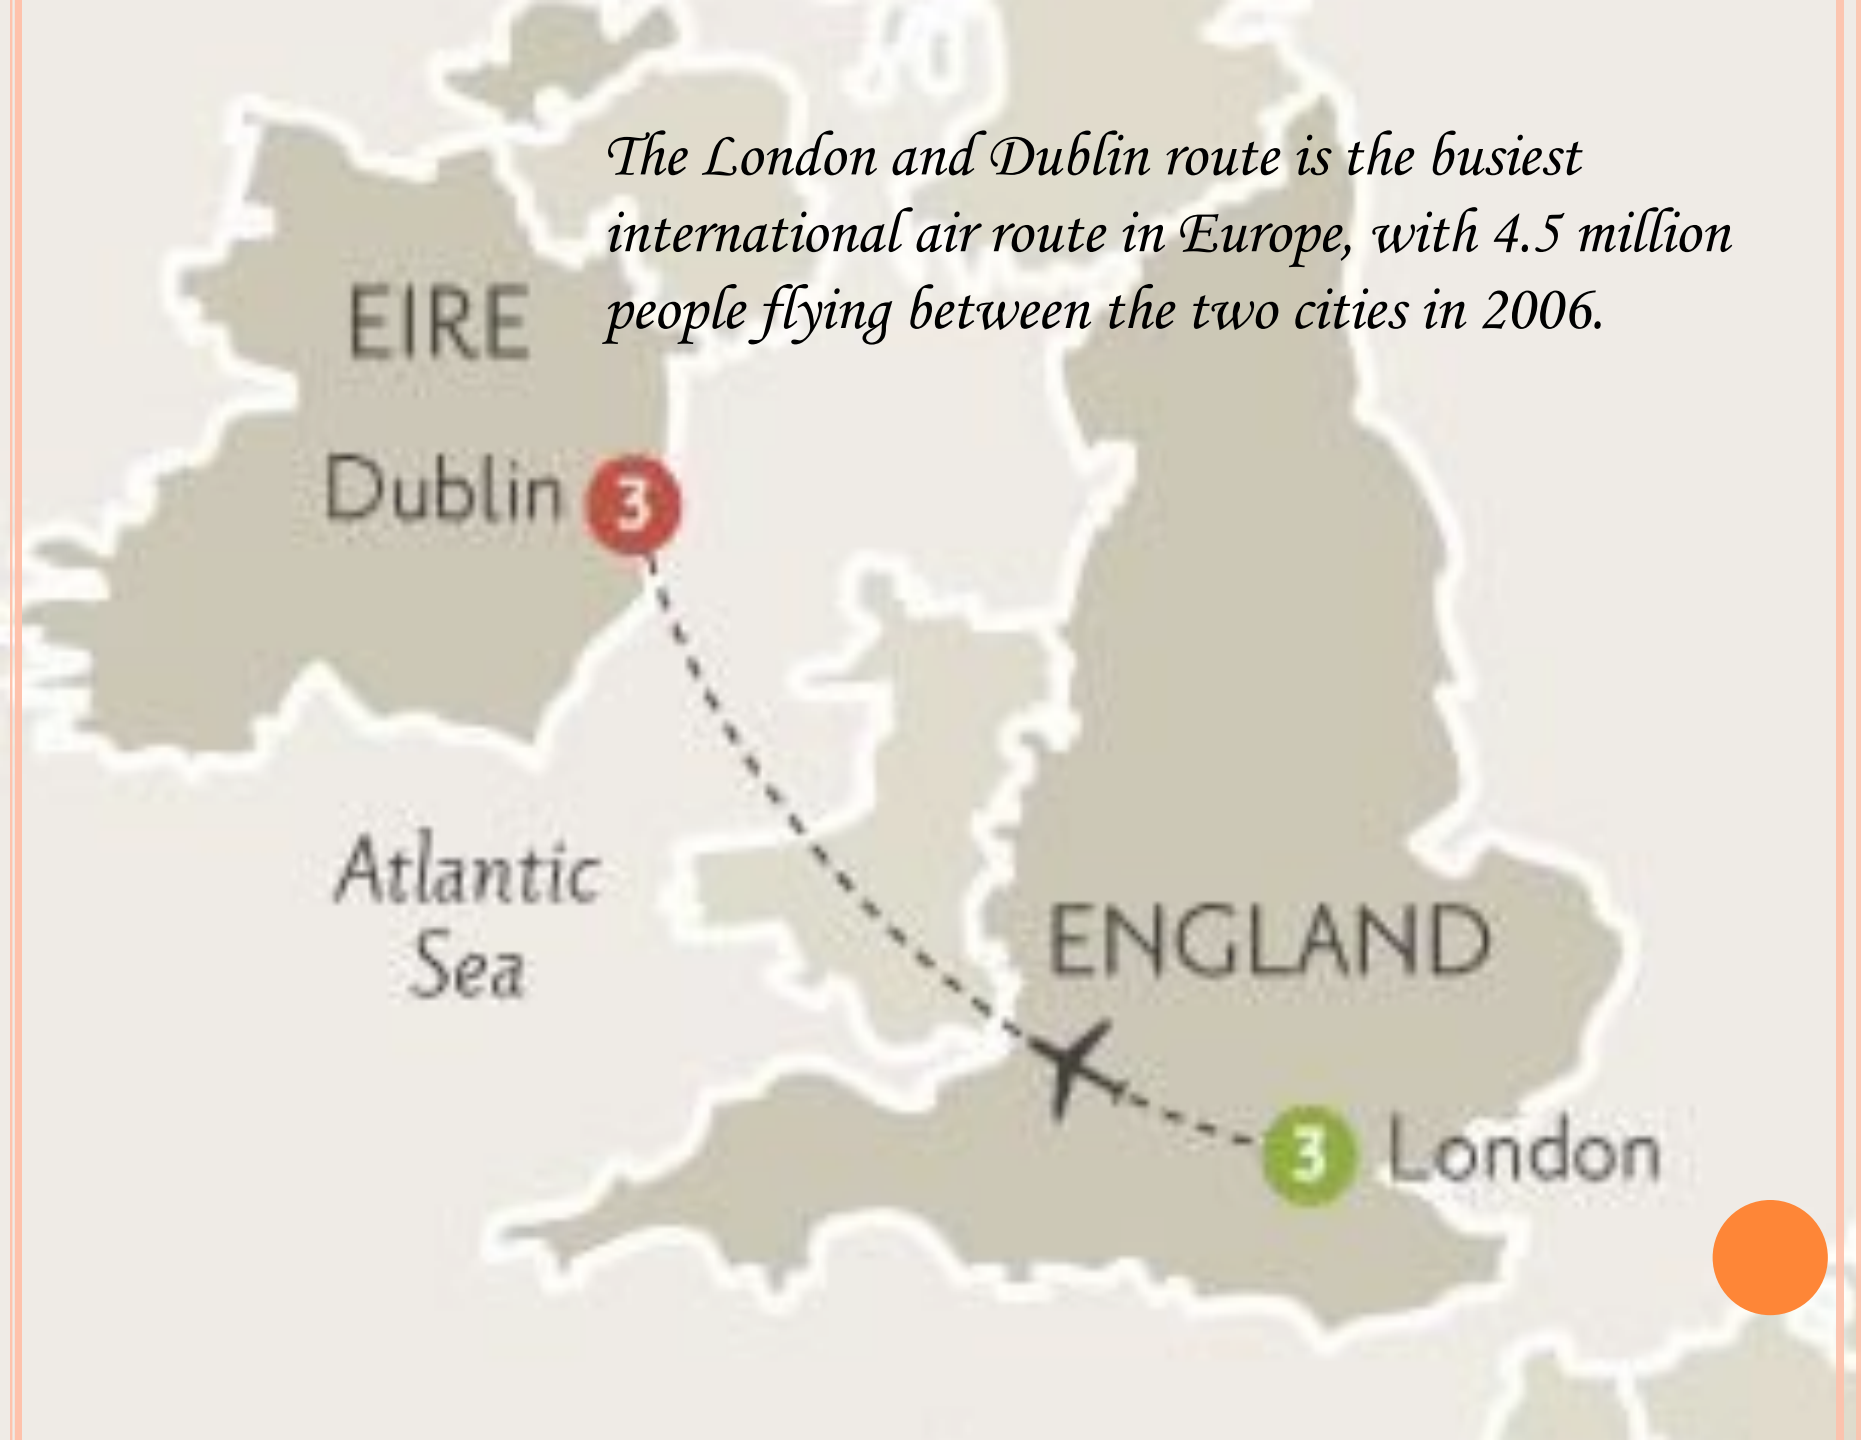 The London and Dublin route is the busiest
international air route in Europe, with 4.5 million
people flying between the two cities in 2006.
EIRE
Dublin 3
Atlantic
Sea
ENGLAND
3 London